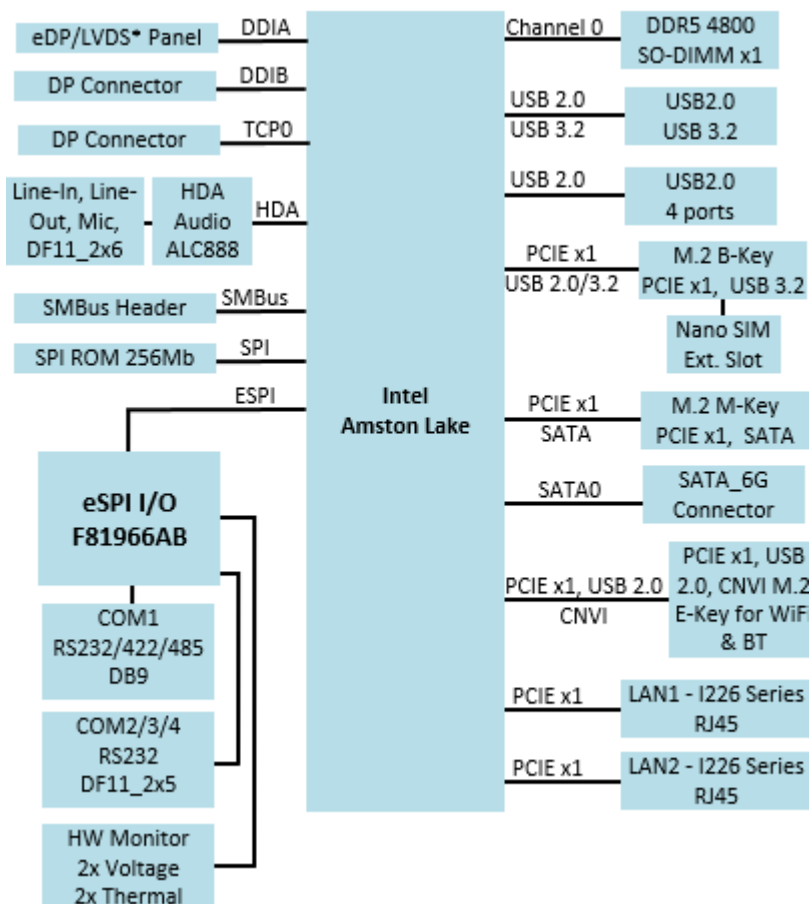 eDP/LVDS* Panel
DDIA
DP Connector
DDIB
DP Connector
TCP0
Line-In, Line-
Out, Mic,
DF11_2x6
HDA
Audio
ALC888
HDA
SMBus Header
SMBus
SPI ROM 256Mb
SPI
ESPI
eSPI I/O
F81966AB
COM1
RS232/422/485
DB9
COM2/3/4
RS232
DF11_2x5
HW Monitor
2x Voltage
2x Thermal
Intel
Amston Lake
Channel 0
DDR5 4800
SO-DIMM x1
USB 2.0
USB 3.2
USB2.0
USB 3.2
USB 2.0
USB2.0
4 ports
PCIE x1
USB 2.0/3.2
M.2 B-Key
PCIE x1, USB 3.2
Nano SIM
Ext. Slot
PCIE x1
SATA
M.2 M-Key
PCIE x1, SATA
SATA0
SATA_6G
Connector
PCIE x1, USB 2.0
CNVI
PCIE x1, USB
2.0, CNVI M.2
E-Key for WiFi
& BT
PCIE x1
LAN1 - I226 Series
RJ45
PCIE x1
LAN2 - I226 Series
RJ45